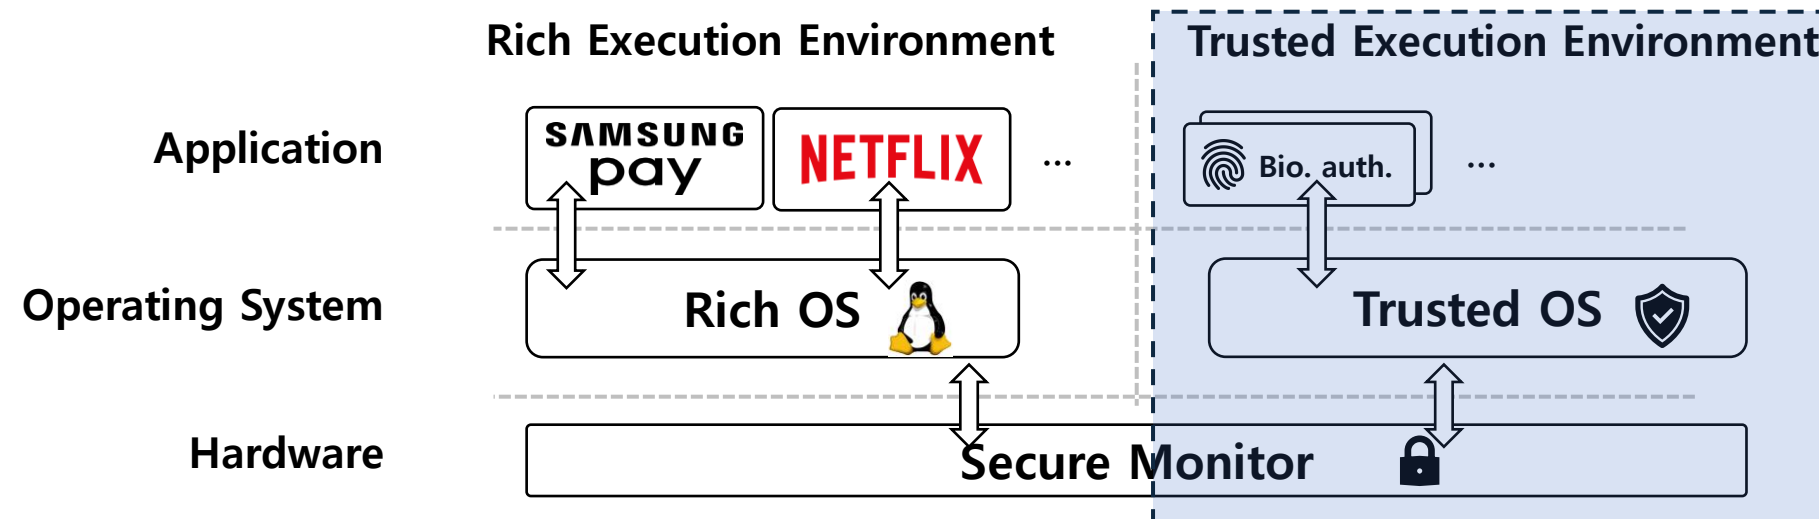 Rich Execution Environment
Trusted Execution Environment
Application
SAMSUNG
pay
NETFLIX
...
Bio. auth.
...
Operating System
Rich OS
Trusted OS
Hardware
Secure Monitor